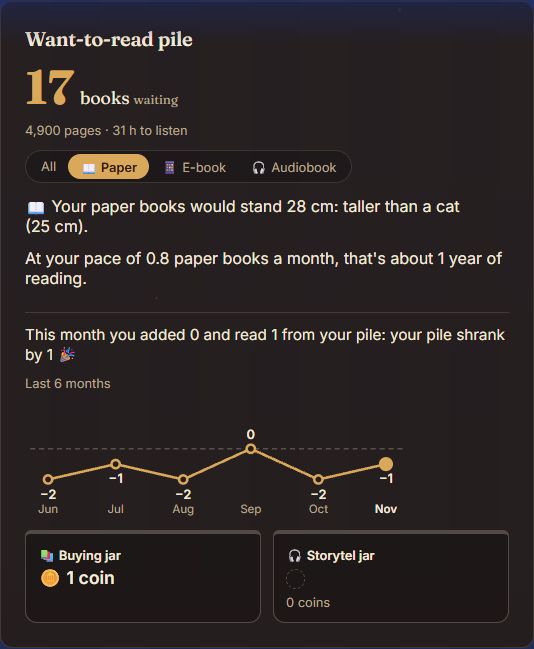 Want-to-read pile
17 books waiting
4,900 pages · 31 h to listen
All
Paper
E-book
Audiobook
Your paper books would stand 28 cm: taller than a cat
(25 cm).
At your pace of 0.8 paper books a month, that's about 1 year of
reading.
This month you added 0 and read 1 from your pile: your pile shrank
by 1 🎉
Last 6 months
0
−2
−1
−2
−2
−1
Jun
Jul
Aug
Sep
Oct
Nov
Buying jar
1 coin
Storytel jar
0 coins